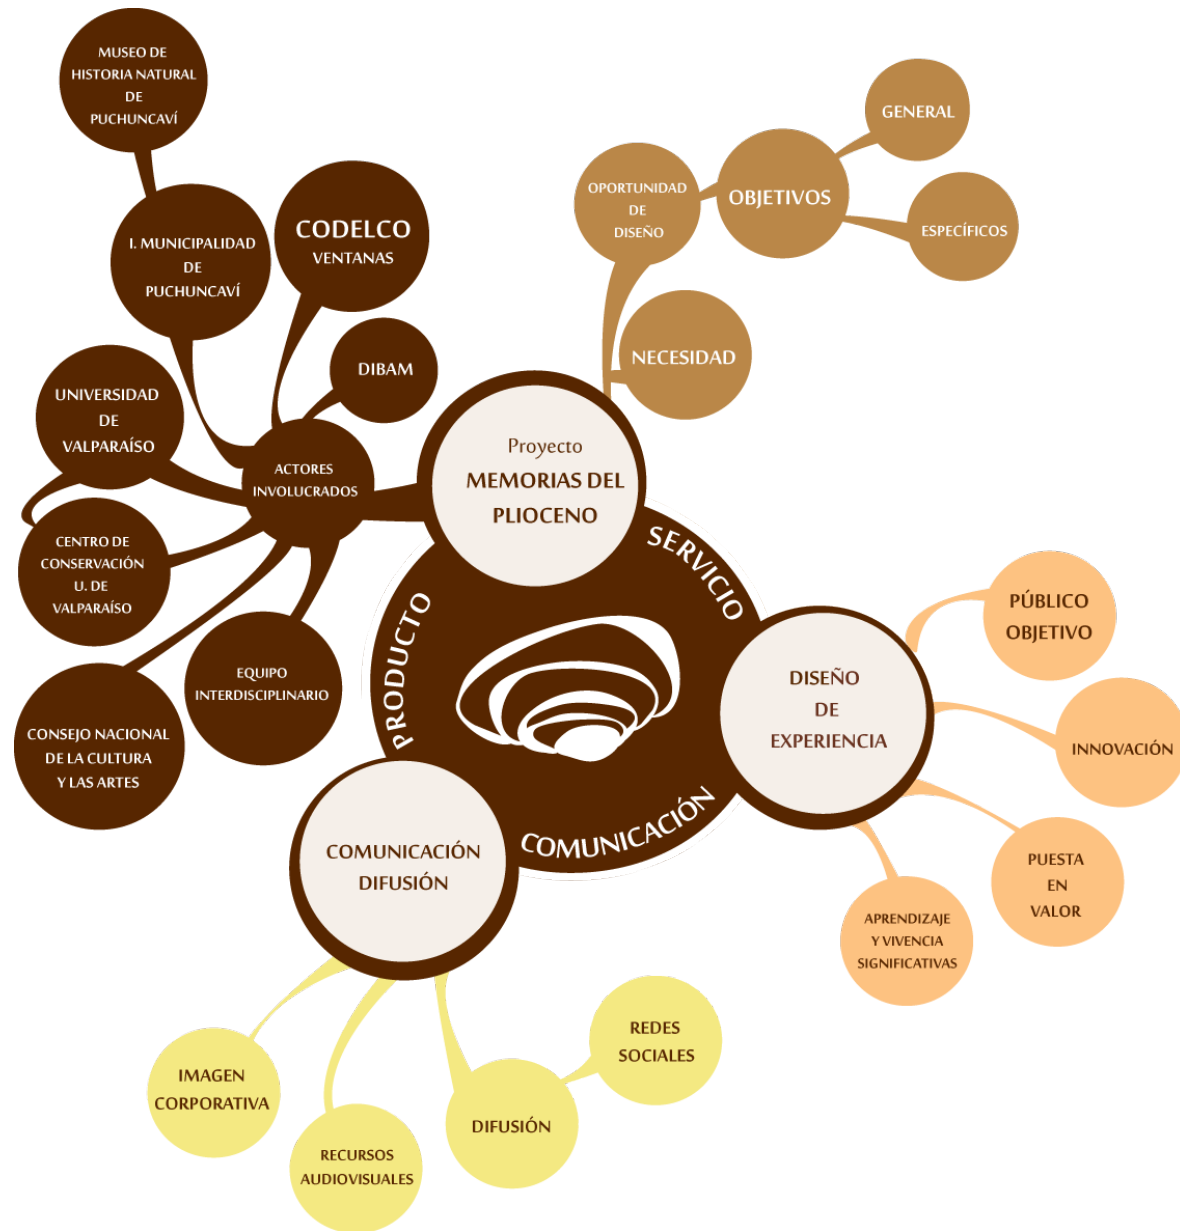 MUSEO DE
HISTORIA NATURAL
DE
PUCHUNCAVÍ
I. MUNICIPALIDAD
DE
PUCHUNCAVÍ
CODELCO
VENTANAS
DIBAM
UNIVERSIDAD
DE
VALPARAÍSO
ACTORES
INVOLUCRADOS
CENTRO DE
CONSERVACIÓN
U. DE
VALPARAÍSO
EQUIPO
INTERDISCIPLINARIO
CONSEJO NACIONAL
DE LA CULTURA
Y LAS ARTES
OPORTUNIDAD
DE
DISEÑO
OBJETIVOS
GENERAL
ESPECÍFICOS
NECESIDAD
Proyecto
MEMORIAS DEL
PLIOCENO
PRODUCTO
SERVICIO
COMUNICACIÓN
DISEÑO
DE
EXPERIENCIA
PÚBLICO
OBJETIVO
INNOVACIÓN
PUESTA
EN
VALOR
APRENDIZAJE
Y VIVENCIA
SIGNIFICATIVAS
COMUNICACIÓN
DIFUSIÓN
IMAGEN
CORPORATIVA
RECURSOS
AUDIOVISUALES
DIFUSIÓN
REDES
SOCIALES